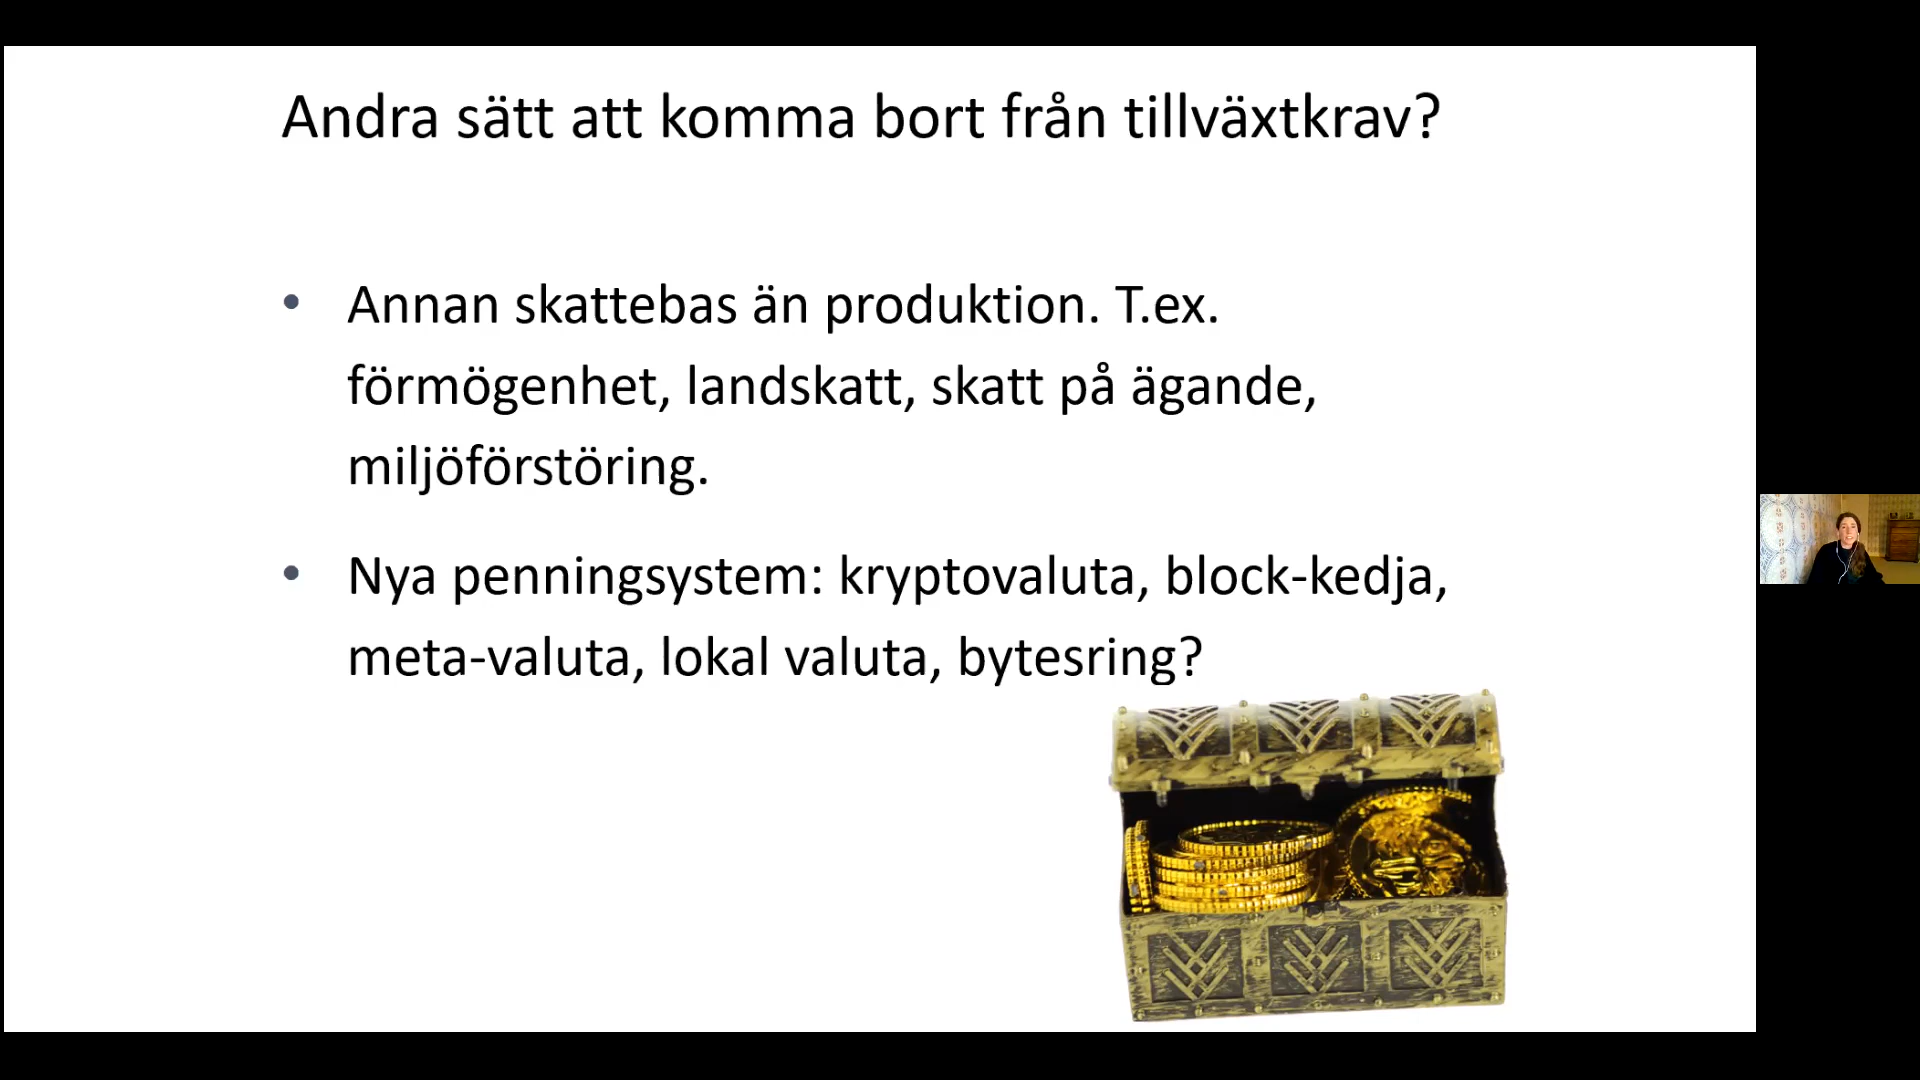 Andra sätt att komma bort från tillväxtkrav?
• Annan skattebas än produktion. T.ex.
förmögenhet, landskatt, skatt på ägande,
miljöförstöring.
• Nya penningsystem: kryptovaluta, block-kedja,
meta-valuta, lokal valuta, bytesring?